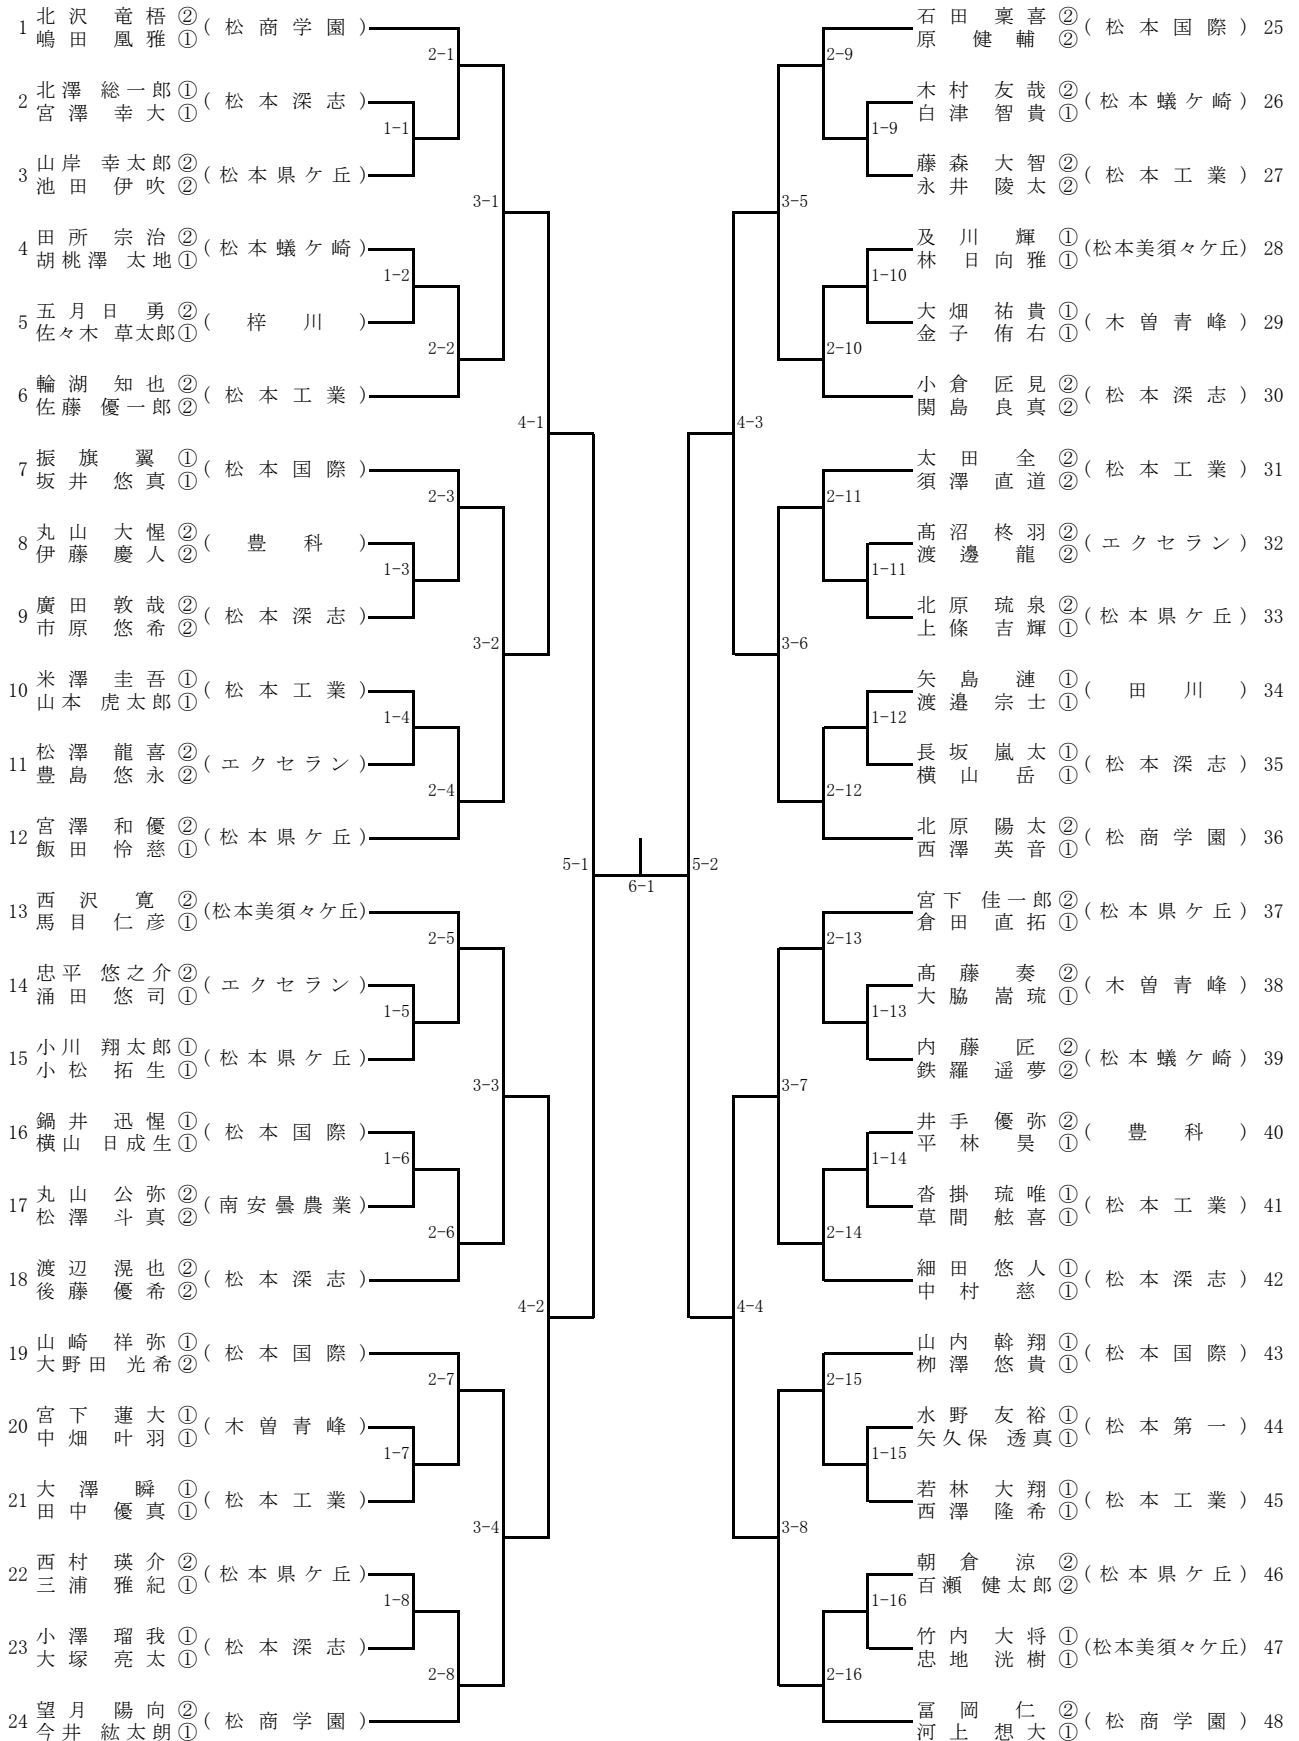 1 北沢 竜梧 ② (松商学園)
嶋田 凰雅 ①
2-1
2 北澤 総一郎 ① (松本深志)
宮澤 幸大 ①
1-1
3 山岸 幸太郎 ② (松本県ケ丘)
池田 伊吹 ②
3-1
4 田所 宗治 ② (松本蟻ケ崎)
胡桃澤 太地 ①
1-2
5 五月日 勇 ② (梓川)
佐々木 草太郎 ①
2-2
6 輪湖 知也 ② (松本工業)
佐藤 優一郎 ②
4-1
7 振旗 翼 ① (松本国際)
坂井 悠真 ①
2-3
8 丸山 大惺 ② (豊科)
伊藤 慶人 ②
1-3
9 廣田 敦哉 ② (松本深志)
市原 悠希 ②
3-2
10 米澤 圭吾 ① (松本工業)
山本 虎太郎 ①
1-4
11 松澤 龍喜 ② (エクセラン)
豊島 悠永 ②
2-4
12 宮澤 和優 ② (松本県ケ丘)
飯田 怜慈 ①
5-1
13 西沢 寛 ② (松本美須々ケ丘)
馬目 仁彦 ①
2-5
14 忠平 悠之介 ② (エクセラン)
涌田 悠司 ①
1-5
15 小川 翔太郎 ① (松本県ケ丘)
小松 拓生 ①
3-3
16 鍋井 迅惺 ① (松本国際)
横山 日成生 ①
1-6
17 丸山 公弥 ② (南安曇農業)
松澤 斗真 ②
2-6
18 渡辺 滉也 ② (松本深志)
後藤 優希 ②
4-2
19 山崎 祥弥 ① (松本国際)
大野田 光希 ②
2-7
20 宮下 蓮大 ① (木曽青峰)
中畑 叶羽 ①
1-7
21 大澤 瞬 ① (松本工業)
田中 優真 ①
3-4
22 西村 瑛介 ② (松本県ケ丘)
三浦 雅紀 ①
1-8
23 小澤 瑠我 ① (松本深志)
大塚 亮太 ①
2-8
24 望月 陽向 ② (松商学園)
今井 紘太朗 ①
6-1
石田 稟喜 ② (松本国際) 25
原 健輔 ②
2-9
木村 友哉 ② (松本蟻ケ崎) 26
白津 智貴 ①
1-9
藤森 大智 ② (松本工業) 27
永井 陵太 ②
3-5
及川 輝 ① (松本美須々ケ丘) 28
林 日向雅 ①
1-10
大畑 祐貴 ① (木曽青峰) 29
金子 侑右 ①
2-10
小倉 匠見 ② (松本深志) 30
関島 良真 ②
4-3
太田 全 ② (松本工業) 31
須澤 直道 ②
2-11
髙沼 柊羽 ② (エクセラン) 32
渡邊 龍 ②
1-11
北原 琉泉 ② (松本県ケ丘) 33
上條 吉輝 ①
3-6
矢島 漣 ① (田川) 34
渡邉 宗士 ①
1-12
長坂 嵐太 ① (松本深志) 35
横山 岳 ①
2-12
北原 陽太 ② (松商学園) 36
西澤 英音 ①
5-2
宮下 佳一郎 ② (松本県ケ丘) 37
倉田 直拓 ①
2-13
髙藤 奏 ② (木曽青峰) 38
大脇 嵩琉 ①
1-13
内藤 匠 ② (松本蟻ケ崎) 39
鉄羅 遥夢 ②
3-7
井手 優弥 ② (豊科) 40
平林 昊 ①
1-14
沓掛 琉唯 ① (松本工業) 41
草間 舷喜 ①
2-14
細田 悠人 ① (松本深志) 42
中村 慈 ①
4-4
山内 幹翔 ① (松本国際) 43
栁澤 悠貴 ①
2-15
水野 友裕 ① (松本第一) 44
矢久保 透真 ①
1-15
若林 大翔 ① (松本工業) 45
西澤 隆希 ①
3-8
朝倉 涼 ② (松本県ケ丘) 46
百瀬 健太郎 ②
1-16
竹内 大将 ① (松本美須々ケ丘) 47
忠地 洸樹 ①
2-16
冨岡 仁 ② (松商学園) 48
河上 想大 ①